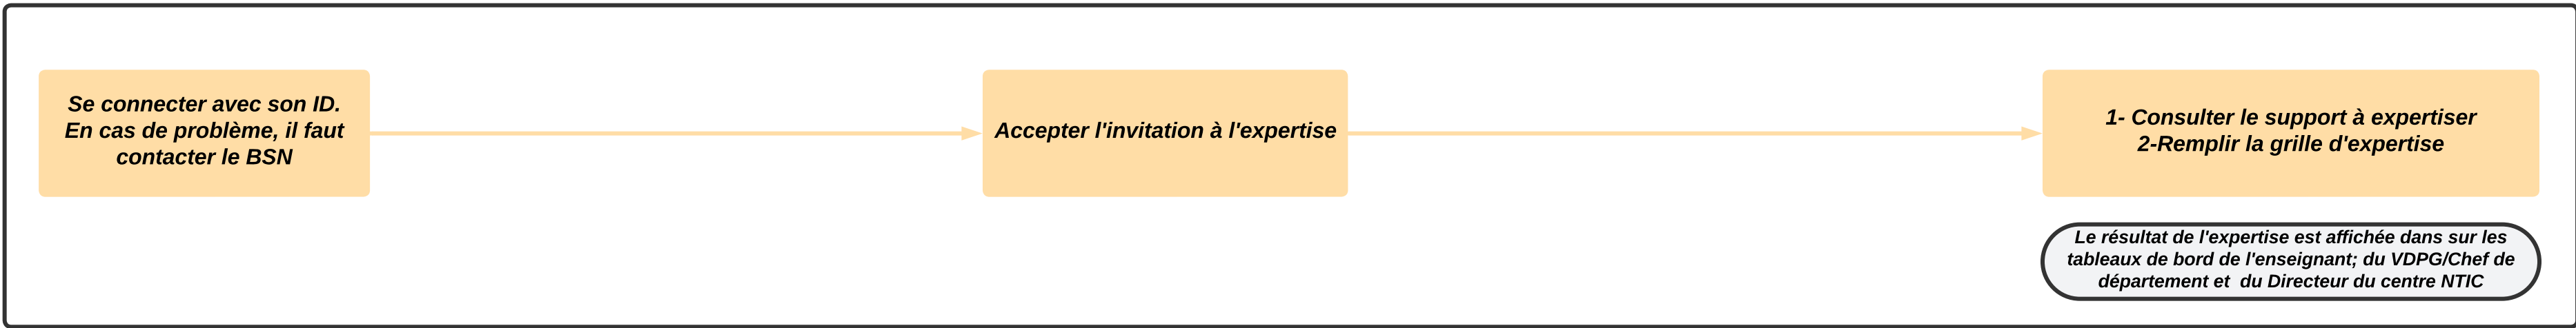 Se connecter avec son ID.
En cas de problème, il faut
contacter le BSN
Accepter l'invitation à l'expertise
1- Consulter le support à expertiser
2-Remplir la grille d'expertise
Le résultat de l'expertise est affichée dans sur les
tableaux de bord de l'enseignant; du VDPG/Chef de
département et  du Directeur du centre NTIC